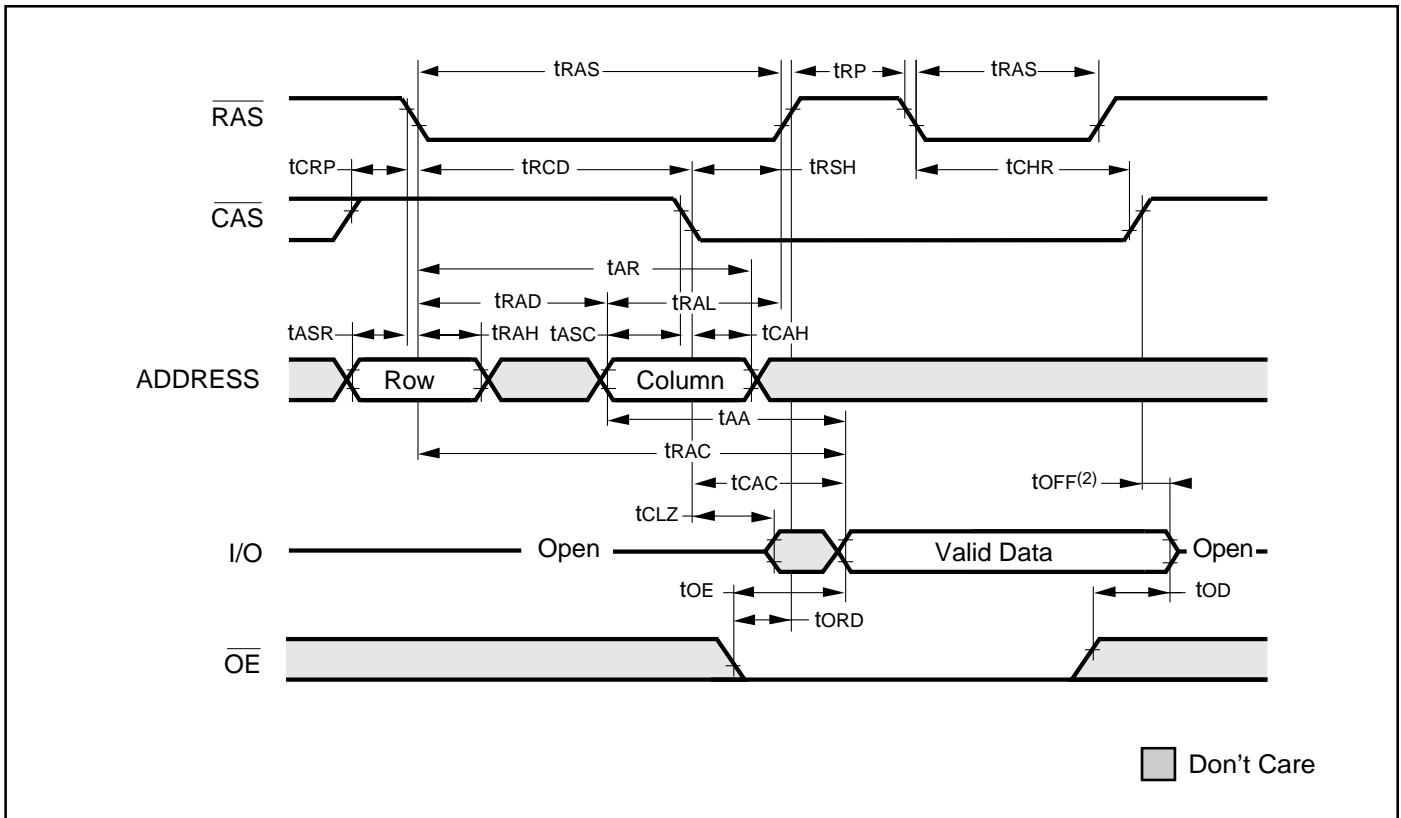 tRAS tRP tRAS
RAS
tCRP tRCD tRSH tCHR
CAS
tAR
tRAD tRAL
tASR tRAH tASC tCAH
ADDRESS Row Column
tAA
tRAC
tCAC tOFF(2)
tCLZ
I/O Open Valid Data Open
tOE tOD
tORD
OE
Don't Care